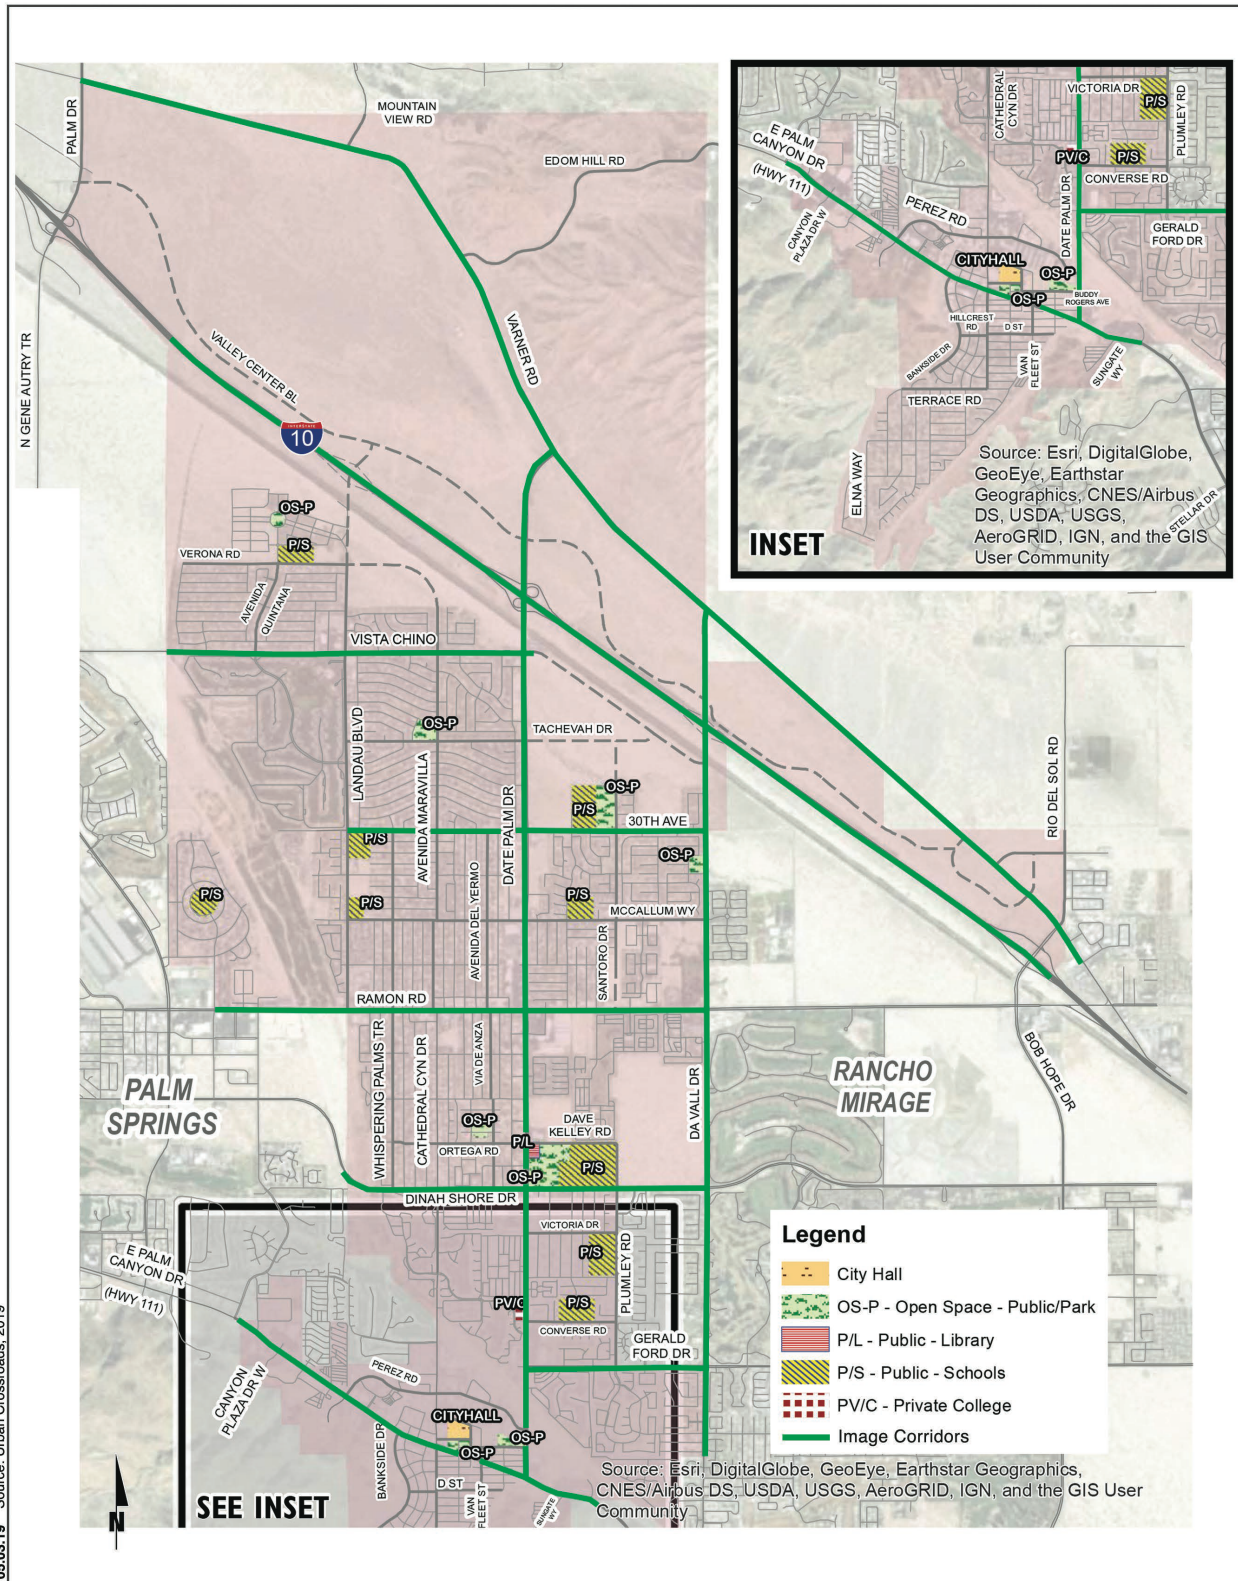 MOUNTAIN
VIEW RD
PALM DR
EDOM HILL RD
N GENE AUTRY TR
VALLEY CENTER BL
VARNER RD
INTERSTATE
10
OS-P
P/S
VERONA RD
AVENIDA
QUINTANA
VISTA CHINO
LANDAU BLVD
OS-P
TACHEVAH DR
AVENIDA MARAVILLA
DATE PALM DR
OS-P
P/S
30TH AVE
P/S
OS-P
AVENIDA DEL YERMO
P/S
P/S
P/S
MCCALLUM WY
SANTORO DR
RIO DEL SOL RD
RAMON RD
WHISPERING PALMS TR
CATHEDRAL CYN DR
VIA DE ANZA
PALM
SPRINGS
RANCHO
MIRAGE
BOB HOPE DR
DA VALL DR
OS-P
DAVE
KELLEY RD
P/L
ORTEGA RD
P/S
OS-P
DINAH SHORE DR
VICTORIA DR
P/S
PLUMLEY RD
E PALM
CANYON DR
(HWY 111)
PV/C
P/S
CONVERSE RD
GERALD
FORD DR
CANYON
PLAZA DR W
PEREZ RD
CITYHALL
OS-P
OS-P
BANKSIDE DR
D ST
VAN
FLEET ST
SUNGATE
WY
SEE INSET
N
CATHEDRAL
CYN DR
VICTORIA DR
P/S
PLUMLEY RD
E PALM
CANYON DR
(HWY 111)
PV/C
P/S
CONVERSE RD
DATE PALM DR
PEREZ RD
CANYON
PLAZA DR W
GERALD
FORD DR
CITYHALL
OS-P
OS-P
BUDDY
ROGERS AVE
HILLCREST
RD
D ST
BANKSIDE DR
VAN
FLEET ST
SUNGATE
WY
TERRACE RD
ELNA WAY
STELLAR DR
Source: Esri, DigitalGlobe,
GeoEye, Earthstar
Geographics, CNES/Airbus
DS, USDA, USGS,
AeroGRID, IGN, and the GIS
User Community
INSET
Legend
City Hall
OS-P - Open Space - Public/Park
P/L - Public - Library
P/S - Public - Schools
PV/C - Private College
Image Corridors
Source: Esri, DigitalGlobe, GeoEye, Earthstar Geographics,
CNES/Airbus DS, USDA, USGS, AeroGRID, IGN, and the GIS User
Community
05.03.19 Source: Urban Crossroads, 2019